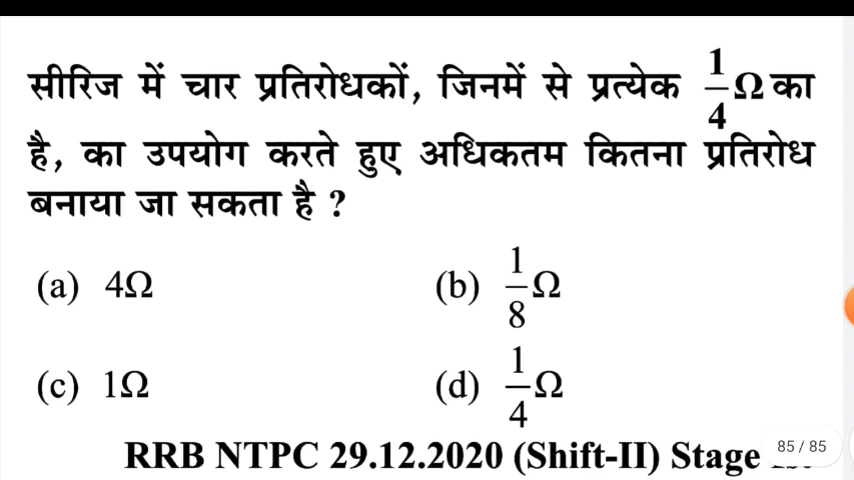 सीरिज में चार प्रतिरोधकों, जिनमें से प्रत्येक 1/4 Ω का
है, का उपयोग करते हुए अधिकतम कितना प्रतिरोध
बनाया जा सकता है ?
(a) 4Ω (b) 1/8 Ω
(c) 1Ω (d) 1/4 Ω
RRB NTPC 29.12.2020 (Shift-II) Stage
85 / 85